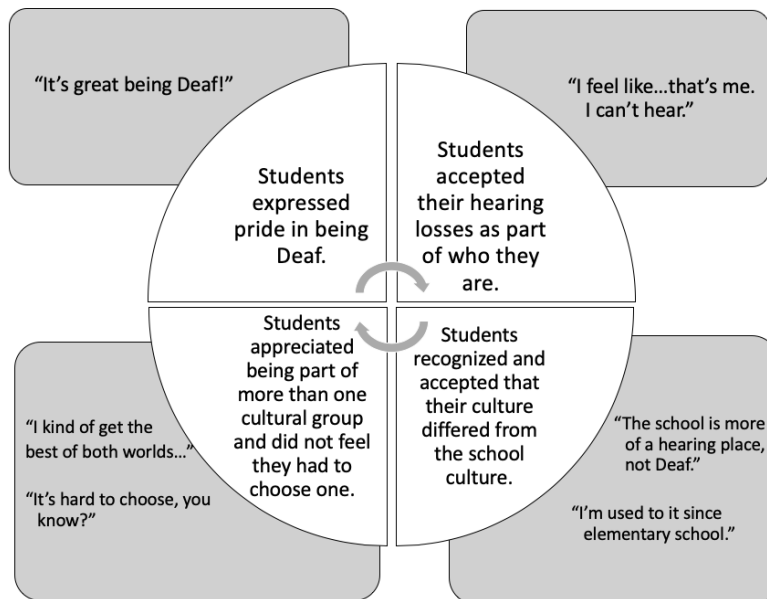 “It’s great being Deaf!”
Students
expressed
pride in being
Deaf.
“I feel like...that’s me.
I can’t hear.”
Students
accepted
their hearing
losses as part
of who they
are.
Students
appreciated
being part of
more than one
cultural group
and did not feel
they had to
choose one.
“I kind of get the
best of both worlds...”
“It’s hard to choose, you
know?”
Students
recognized and
accepted that
their culture
differed from
the school
culture.
“The school is more
of a hearing place,
not Deaf.”
“I’m used to it since
elementary school.”